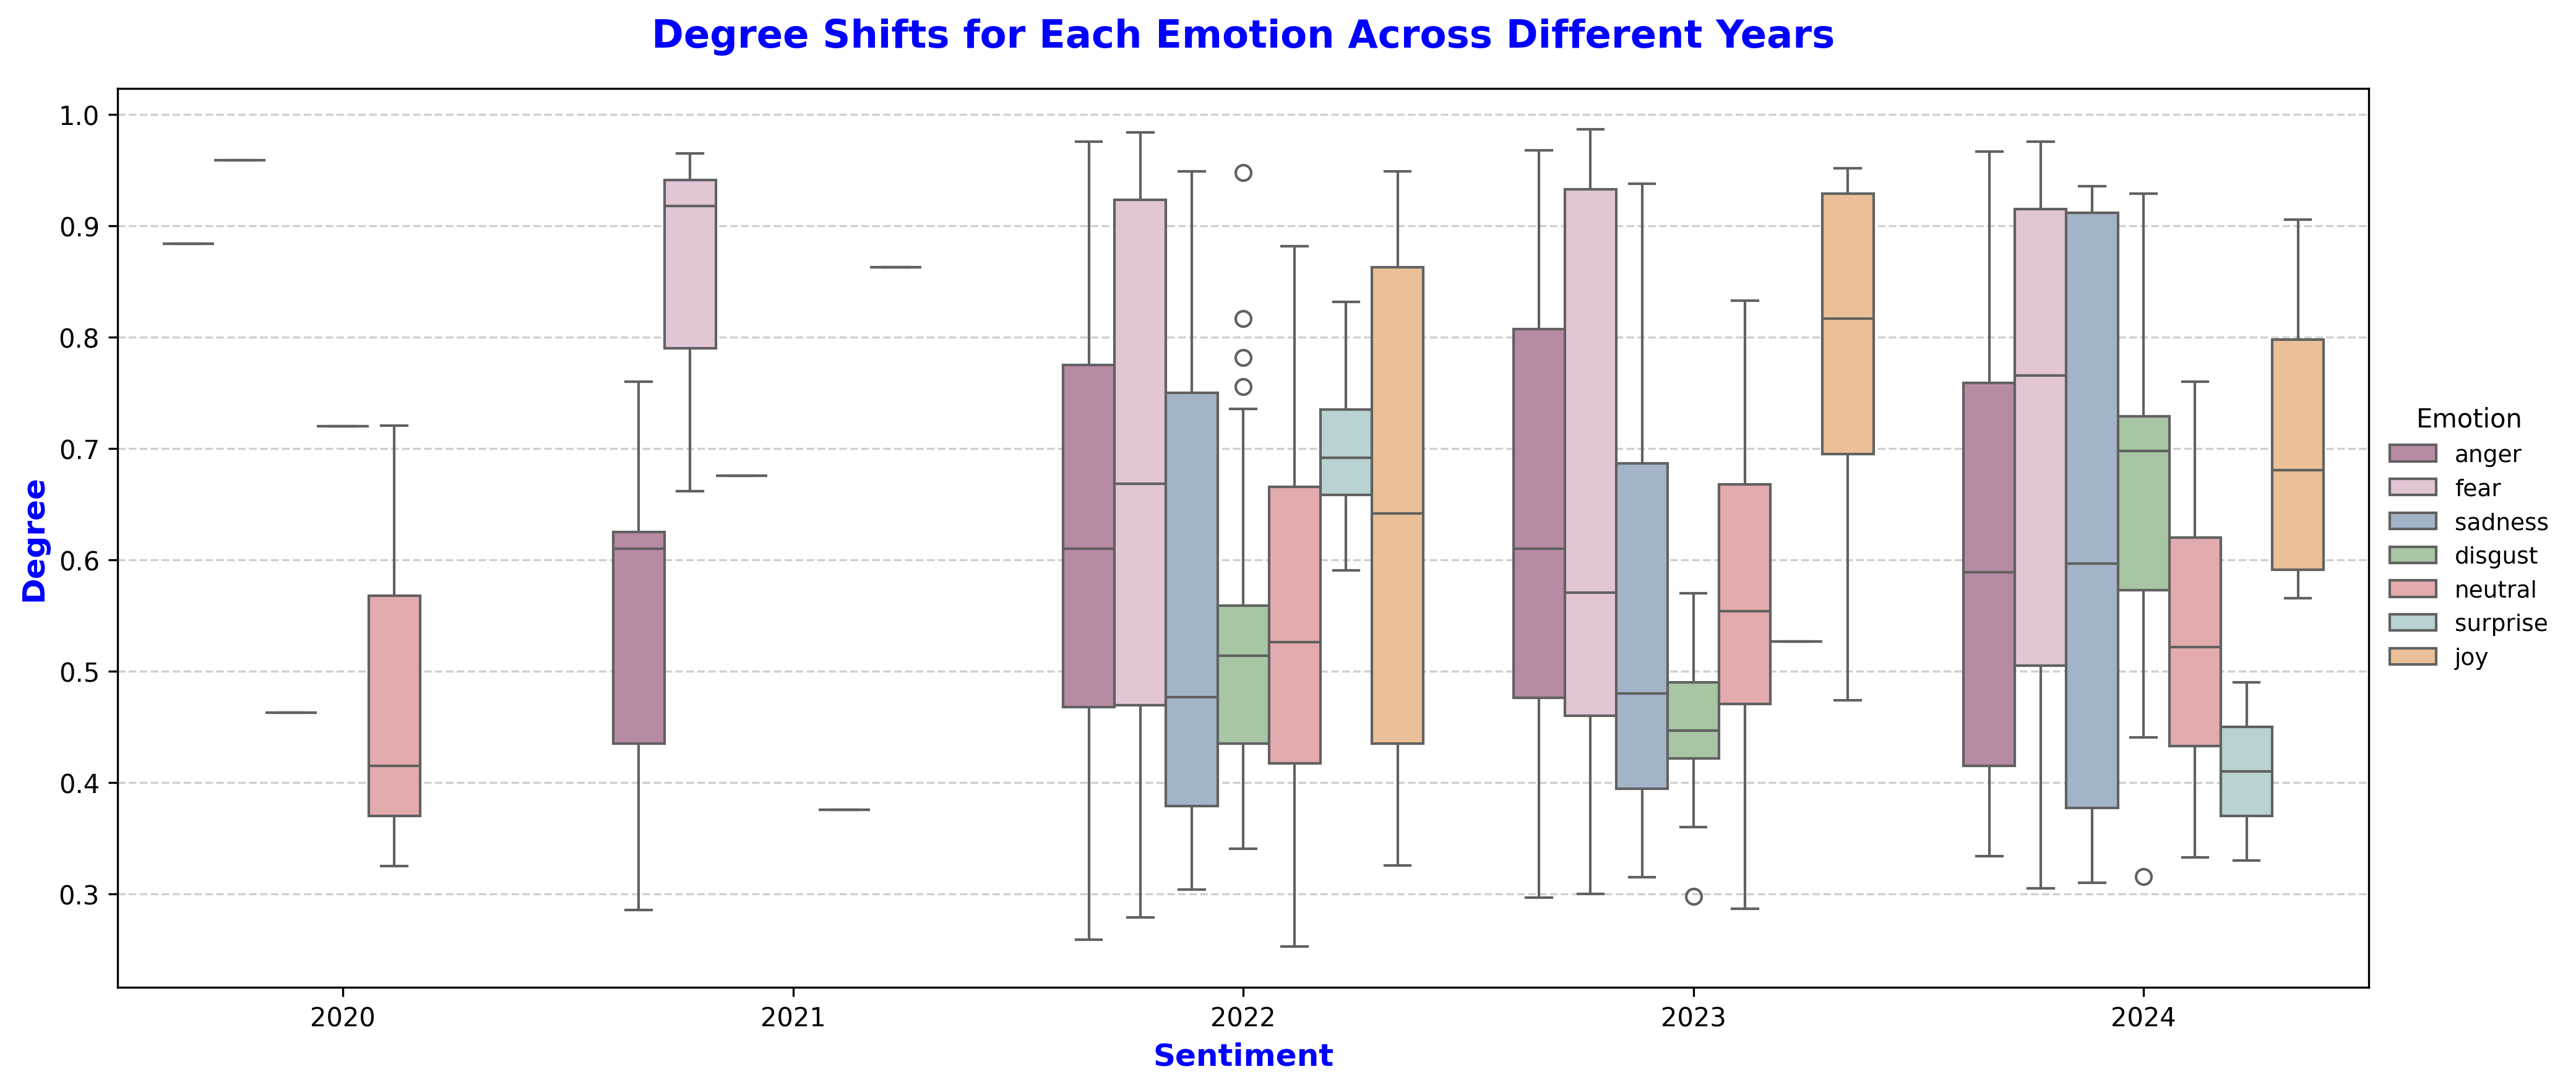 Degree Shifts for Each Emotion Across Different Years
1.0
0.9
0.8
0.7
0.6
0.5
0.4
0.3
Degree
2020
2021
2022
2023
2024
Sentiment
Emotion
anger
fear
sadness
disgust
neutral
surprise
joy